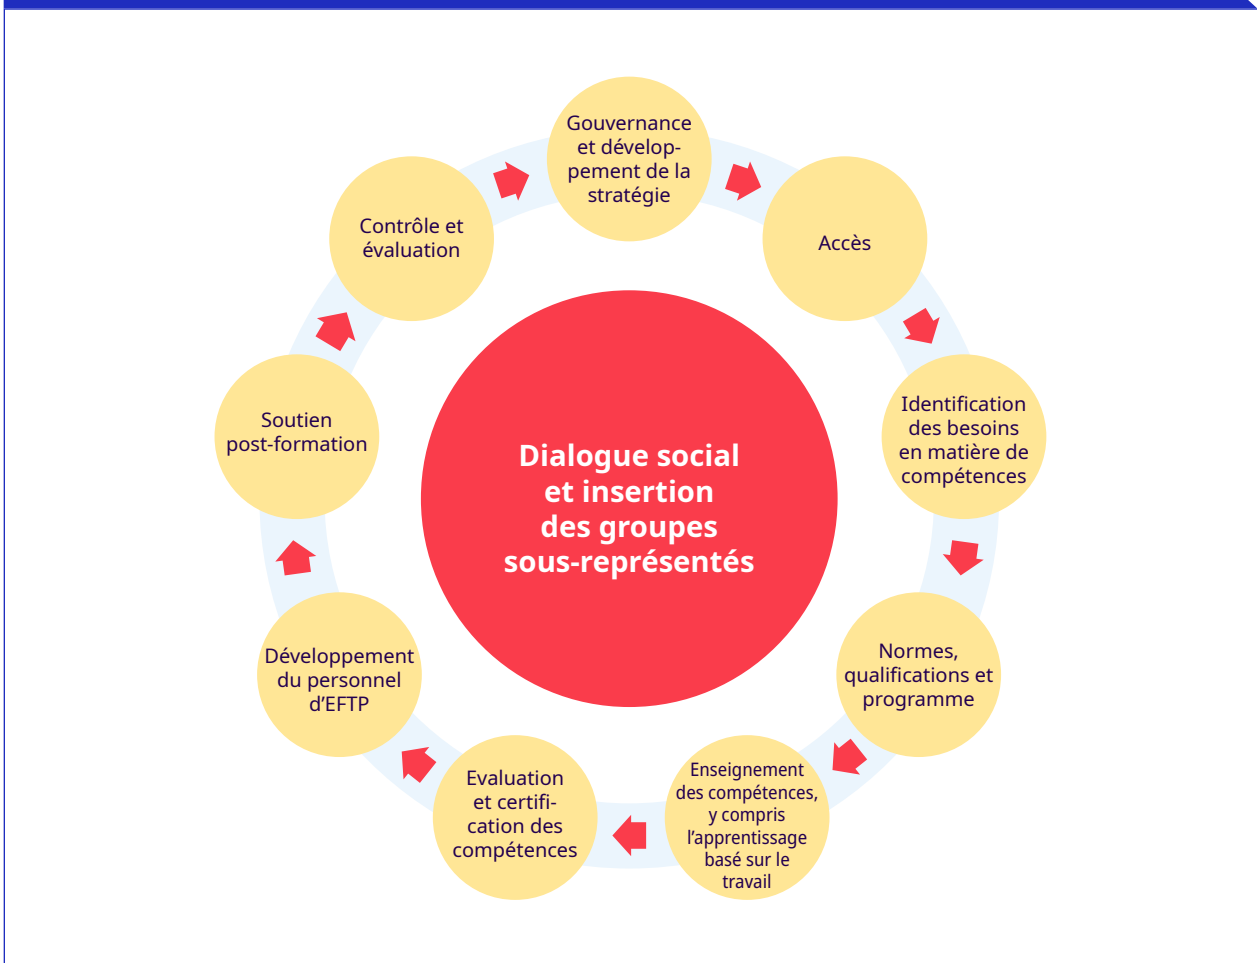 Gouvernance
et dévelop-
pement de la
stratégie
Accès
Identification
des besoins
en matière de
compétences
Normes,
qualifications et
programme
Enseignement
des compétences,
y compris
l’apprentissage
basé sur le
travail
Evaluation
et certifi-
cation des
compétences
Développement
du personnel
d’EFTP
Soutien
post-formation
Contrôle et
évaluation
Dialogue social
et insertion
des groupes
sous-représentés